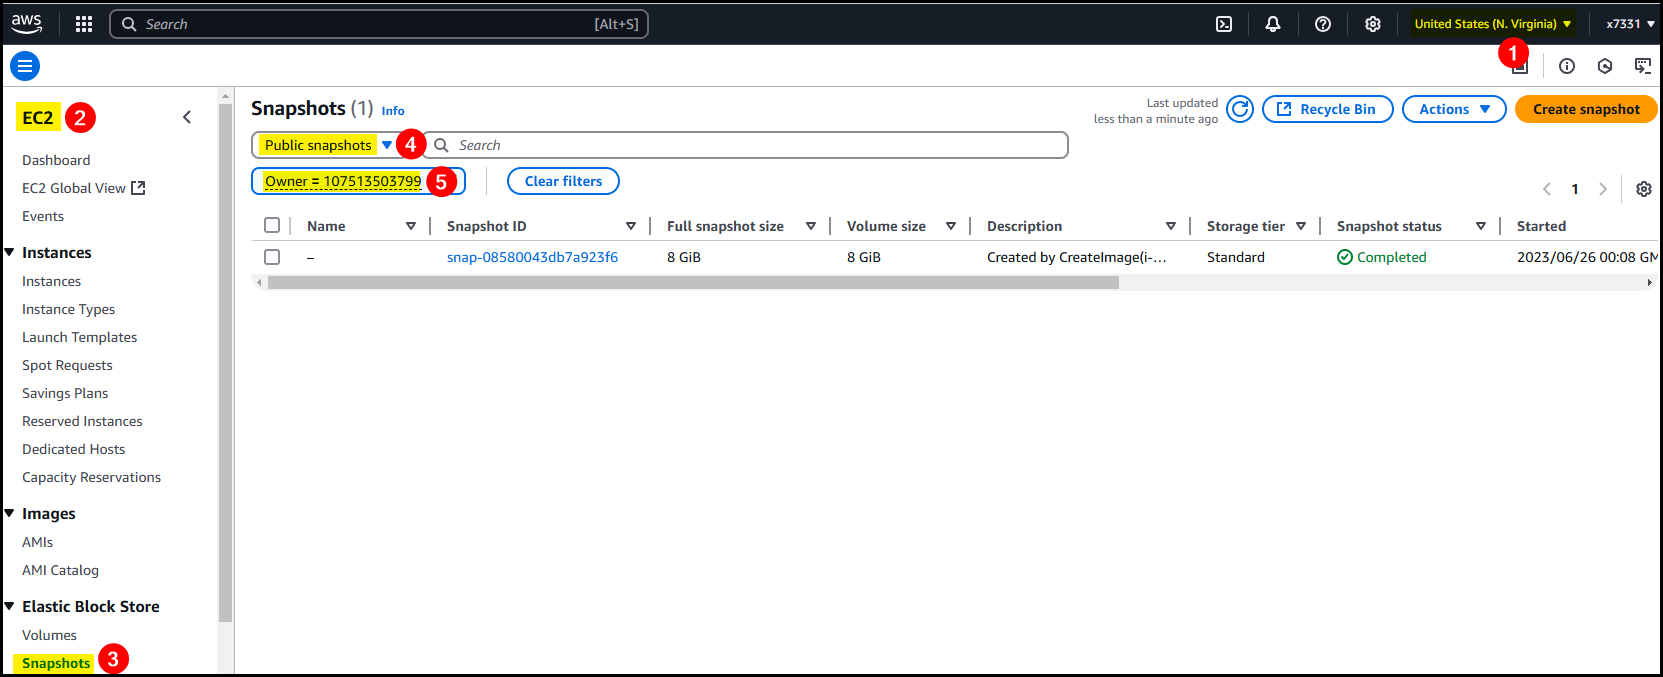 aws Search [Alt+S] United States (N. Virginia) x7331
1
EC2 2
Dashboard
EC2 Global View
Events
Instances
Instances
Instance Types
Launch Templates
Spot Requests
Savings Plans
Reserved Instances
Dedicated Hosts
Capacity Reservations
Images
AMIs
AMI Catalog
Elastic Block Store
Volumes
Snapshots 3
Snapshots (1) Info
Last updated
less than a minute ago
Recycle Bin Actions Create snapshot
Public snapshots 4 Search
Owner = 107513503799 5 Clear filters
1
Name Snapshot ID Full snapshot size Volume size Description Storage tier Snapshot status Started
– snap-08580043db7a923f6 8 GiB 8 GiB Created by CreateImage(i-... Standard Completed 2023/06/26 00:08 GM